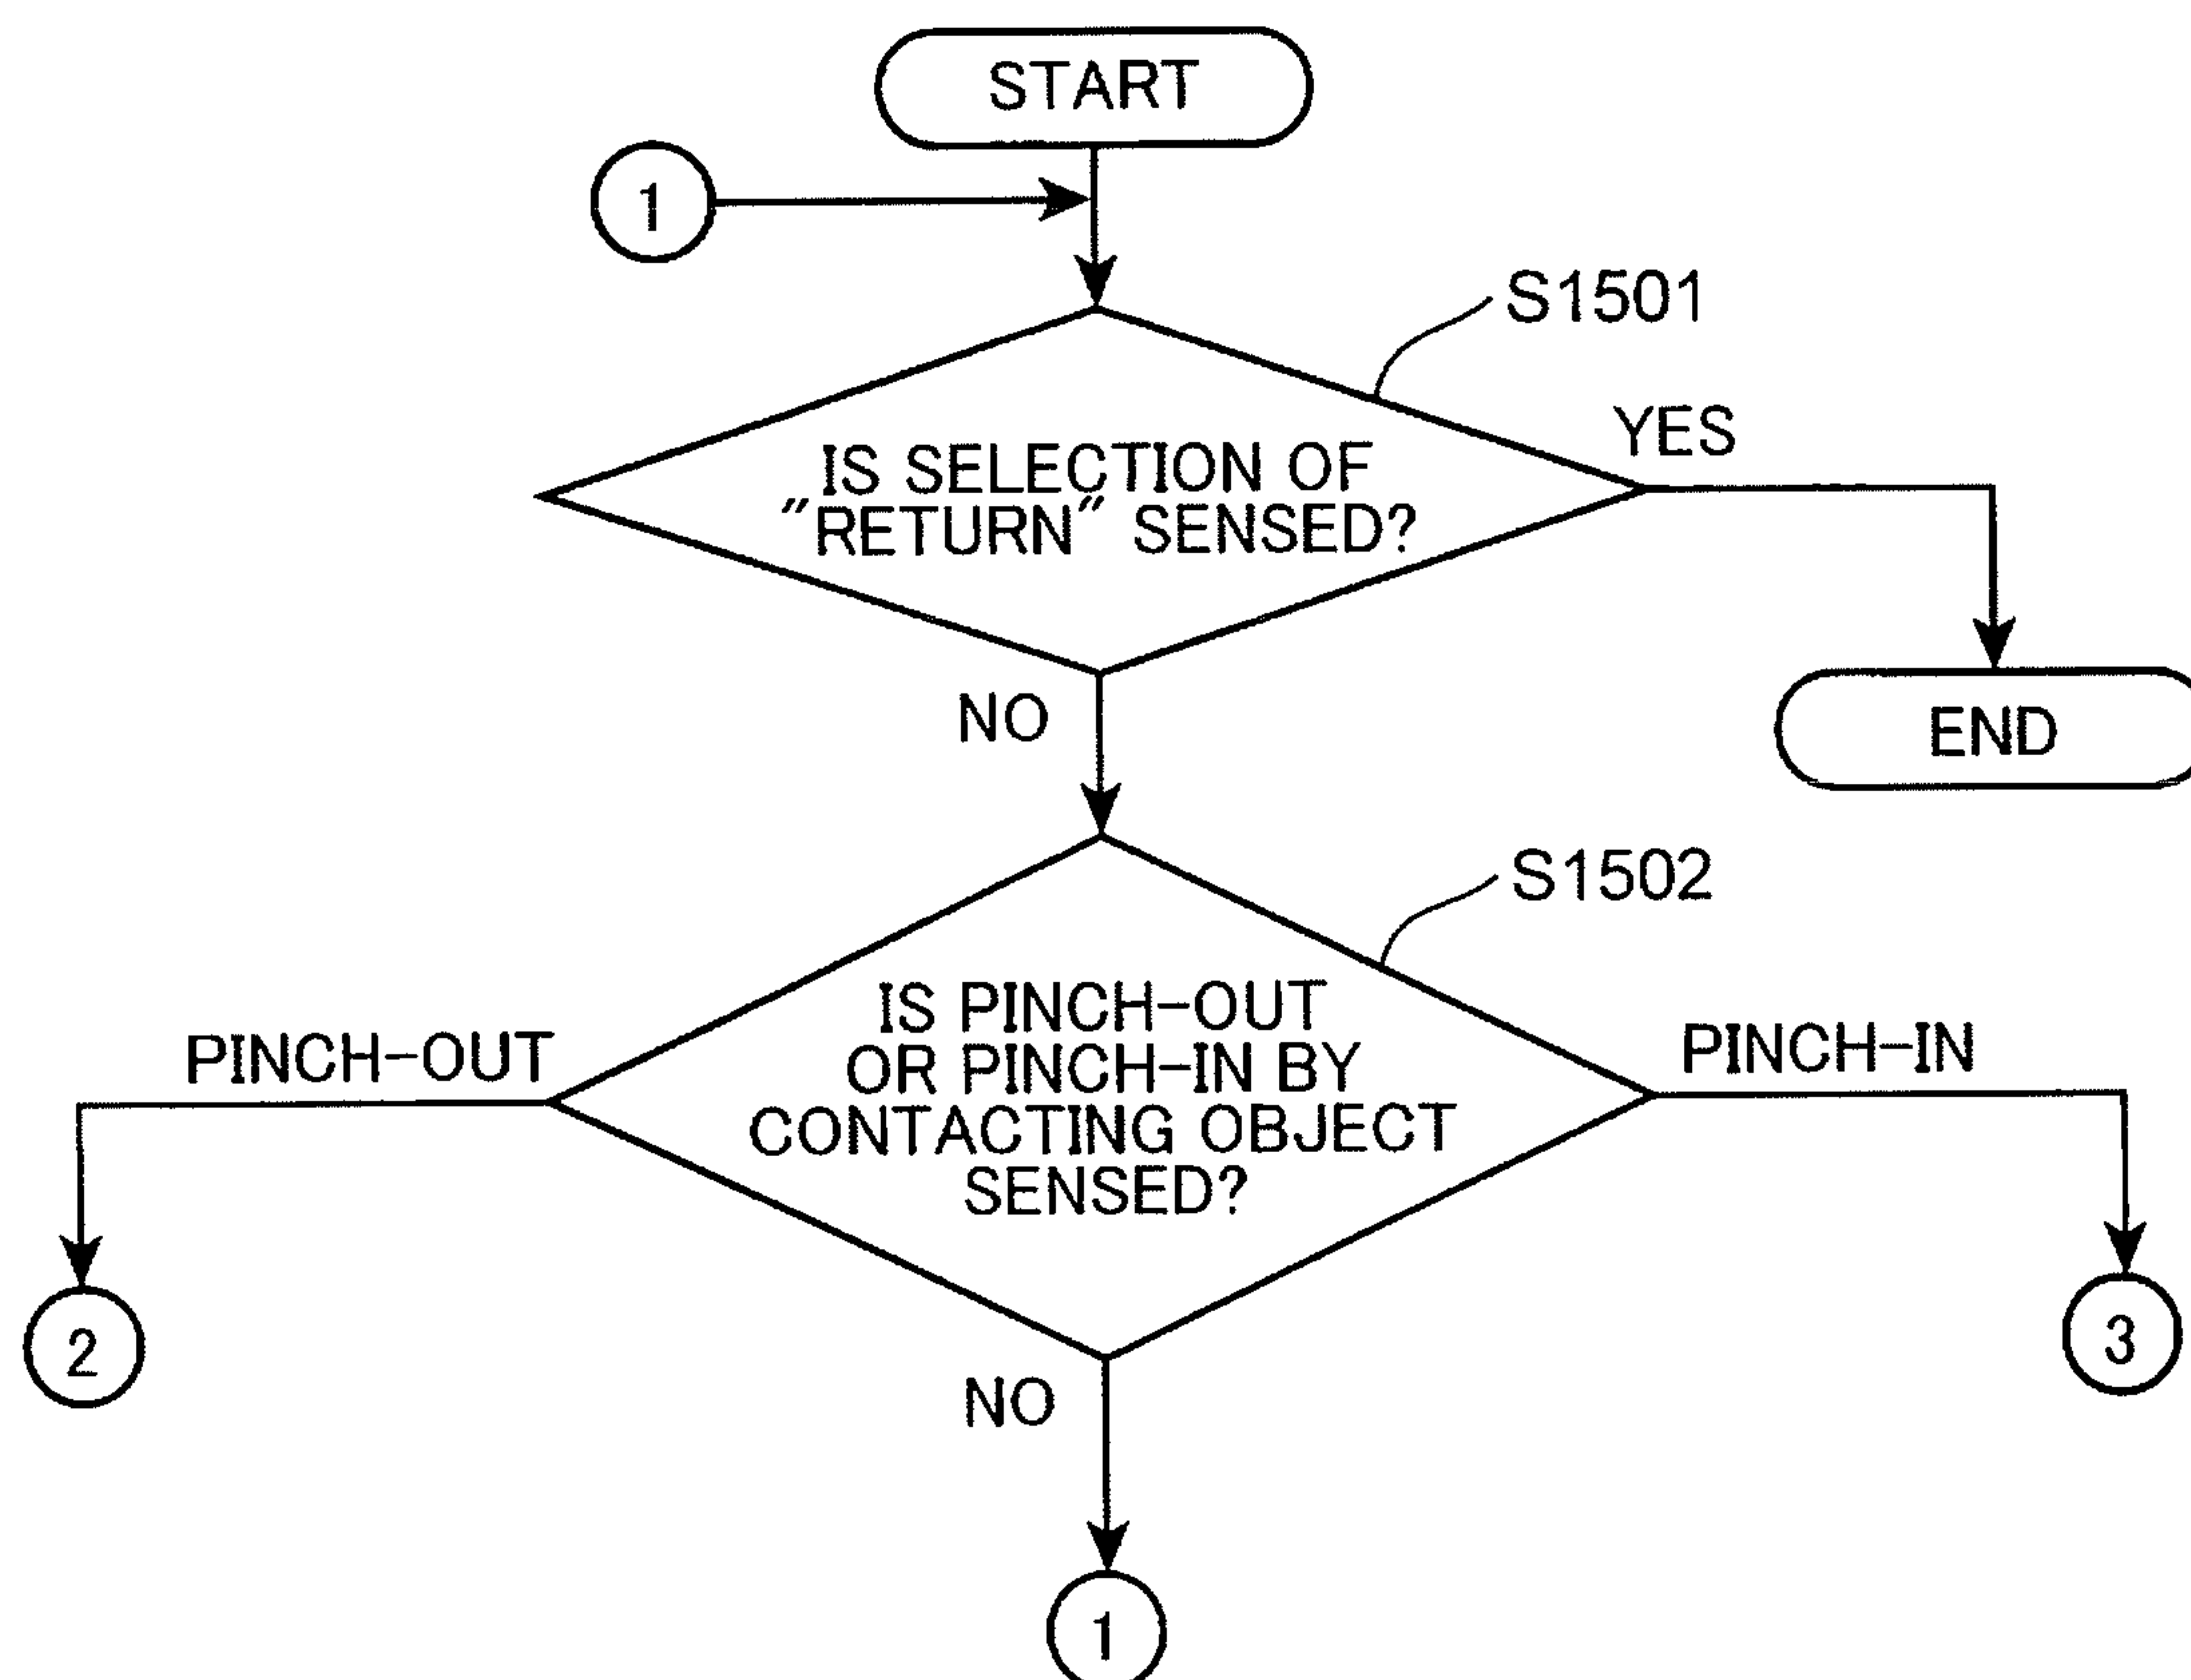 START
1
S1501
IS SELECTION OF
"RETURN" SENSED?
YES
NO
END
S1502
IS PINCH-OUT
OR PINCH-IN BY
CONTACTING OBJECT
SENSED?
PINCH-OUT
PINCH-IN
2
3
NO
1